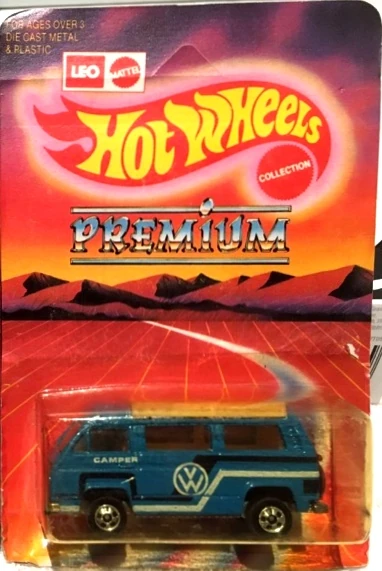 FOR AGES OVER 3
DIE CAST METAL
& PLASTIC
LEO MATTEL
HOT WHEELS
COLLECTION
PREMIUM
CAMPER
VW